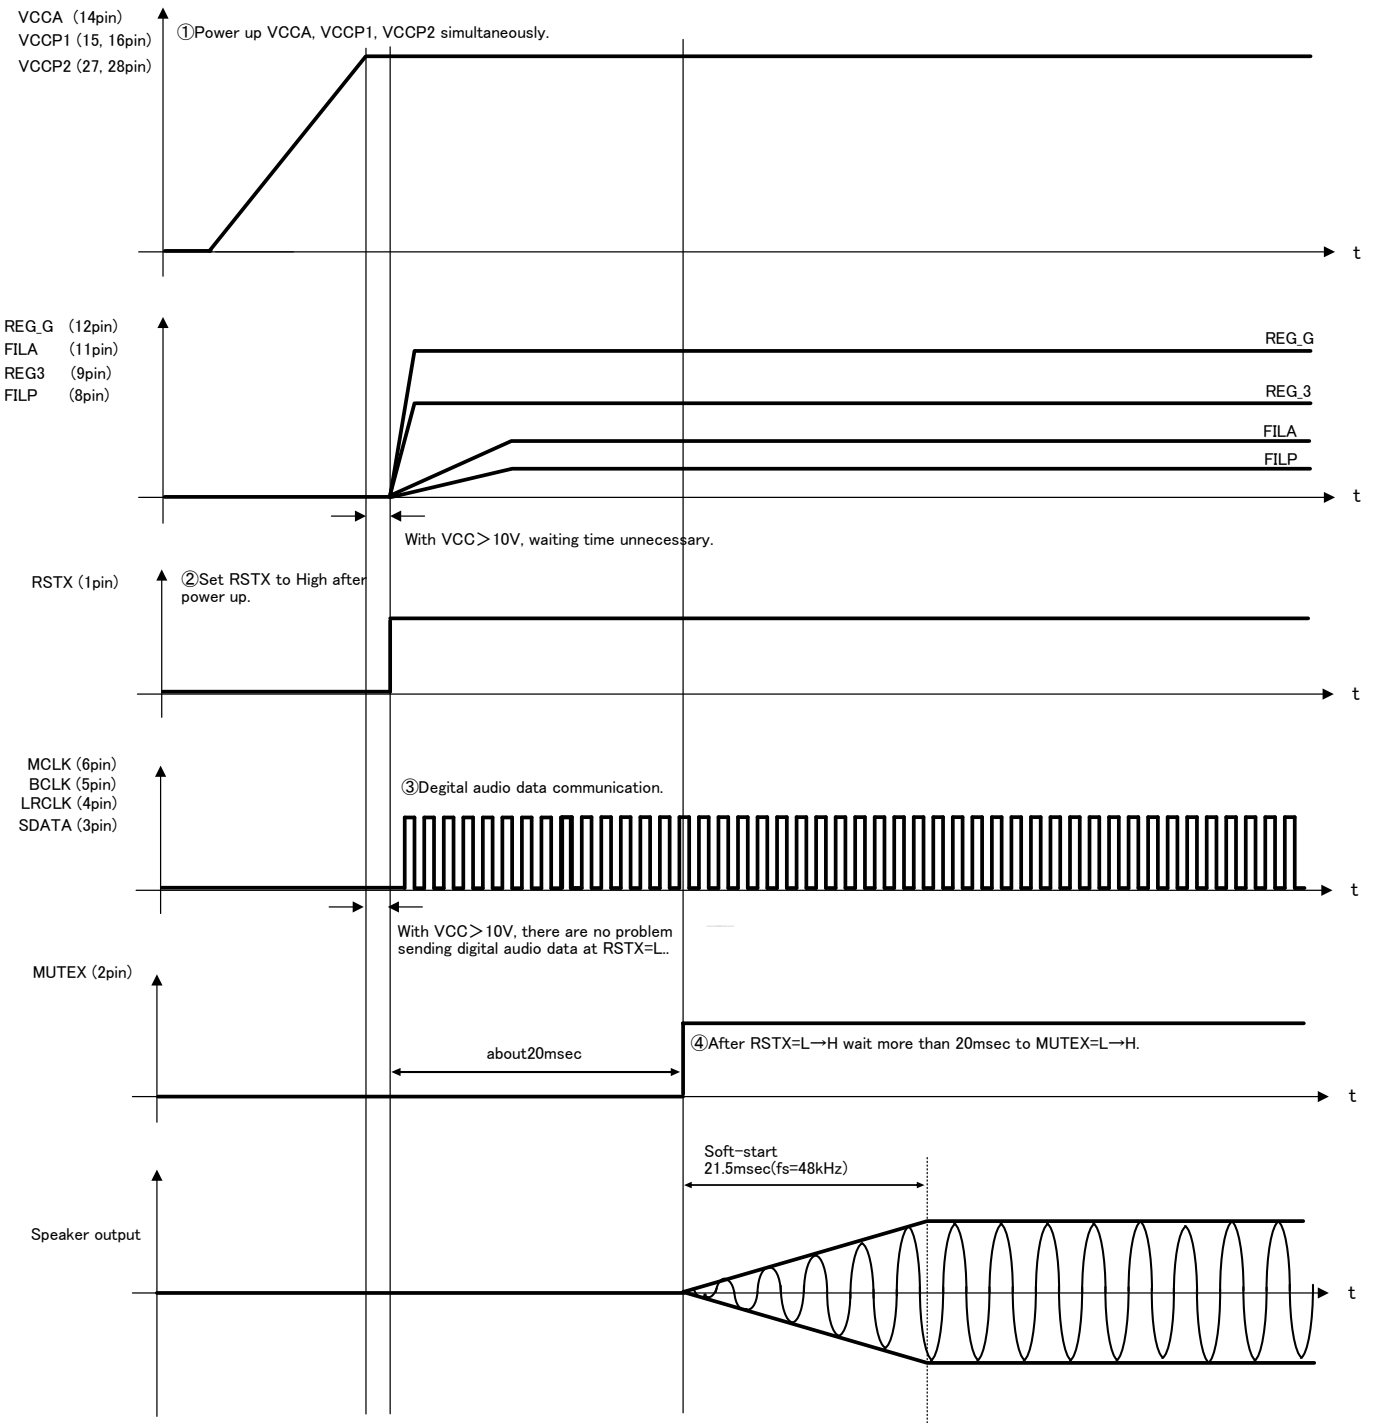 VCCA (14pin)
①Power up VCCA, VCCP1, VCCP2 simultaneously.
VCCP1 (15, 16pin)
VCCP2 (27, 28pin)
t
REG_G (12pin)
FILA (11pin)
REG3 (9pin)
FILP (8pin)
REG_G
REG_3
FILA
FILP
t
With VCC>10V, waiting time unnecessary.
RSTX (1pin)
②Set RSTX to High after
power up.
t
MCLK (6pin)
BCLK (5pin)
LRCLK (4pin)
SDATA (3pin)
③Degital audio data communication.
t
With VCC>10V, there are no problem
sending digital audio data at RSTX=L..
MUTEX (2pin)
about20msec
④After RSTX=L→H wait more than 20msec to MUTEX=L→H.
t
Soft-start
21.5msec(fs=48kHz)
Speaker output
t